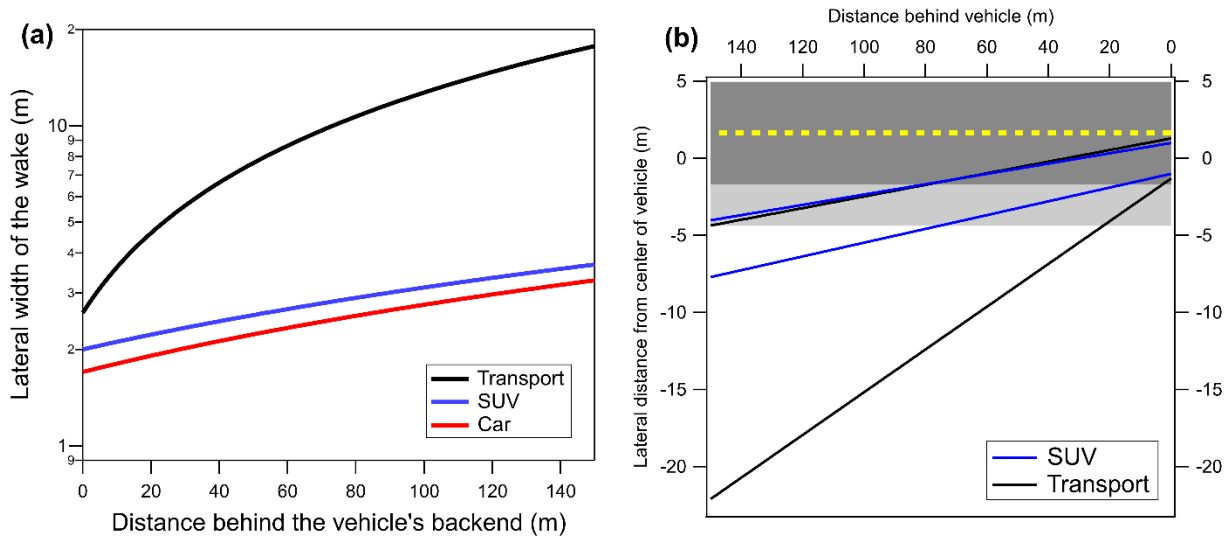 (a)
Lateral width of the wake (m)
2
10
9
8
7
6
5
4
3
2
1
9
0 20 40 60 80 100 120 140
Distance behind the vehicle's backend (m)
Transport
SUV
Car
(b)
Distance behind vehicle (m)
140 120 100 80 60 40 20 0
Lateral distance from center of vehicle (m)
5 5
0 0
-5 -5
-10 -10
-15 -15
-20 -20
SUV
Transport